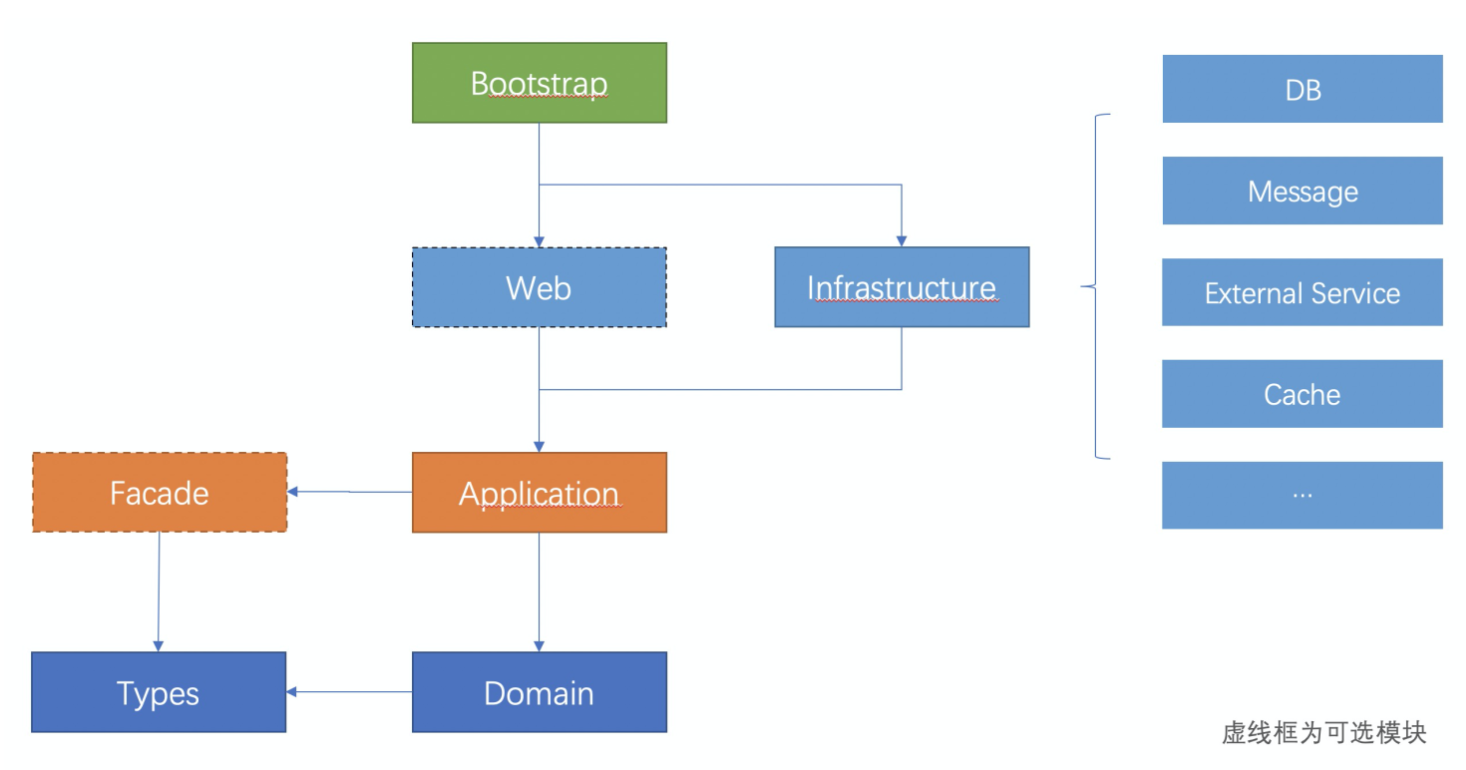 Bootstrap
DB
Message
Web
Infrastructure
External Service
Cache
Facade
Application
...
Types
Domain
虚线框为可选模块